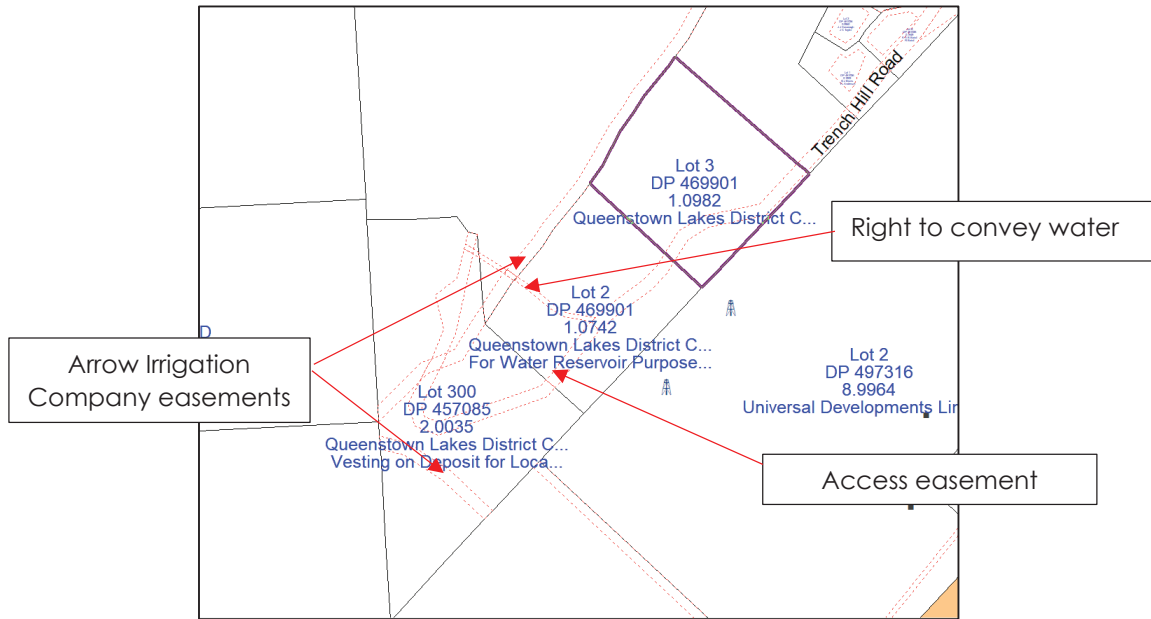 Trench Hill Road
Lot 3
DP 469901
1.0982
Queenstown Lakes District C...
Right to convey water
Lot 2
DP 469901
1.0742
Queenstown Lakes District C...
For Water Reservoir Purpose...
D
Arrow Irrigation
Company easements
Lot 2
DP 497316
8.9964
Universal Developments Lir
Lot 300
DP 457085
2.0035
Queenstown Lakes District C...
Vesting on Deposit for Loca...
Access easement